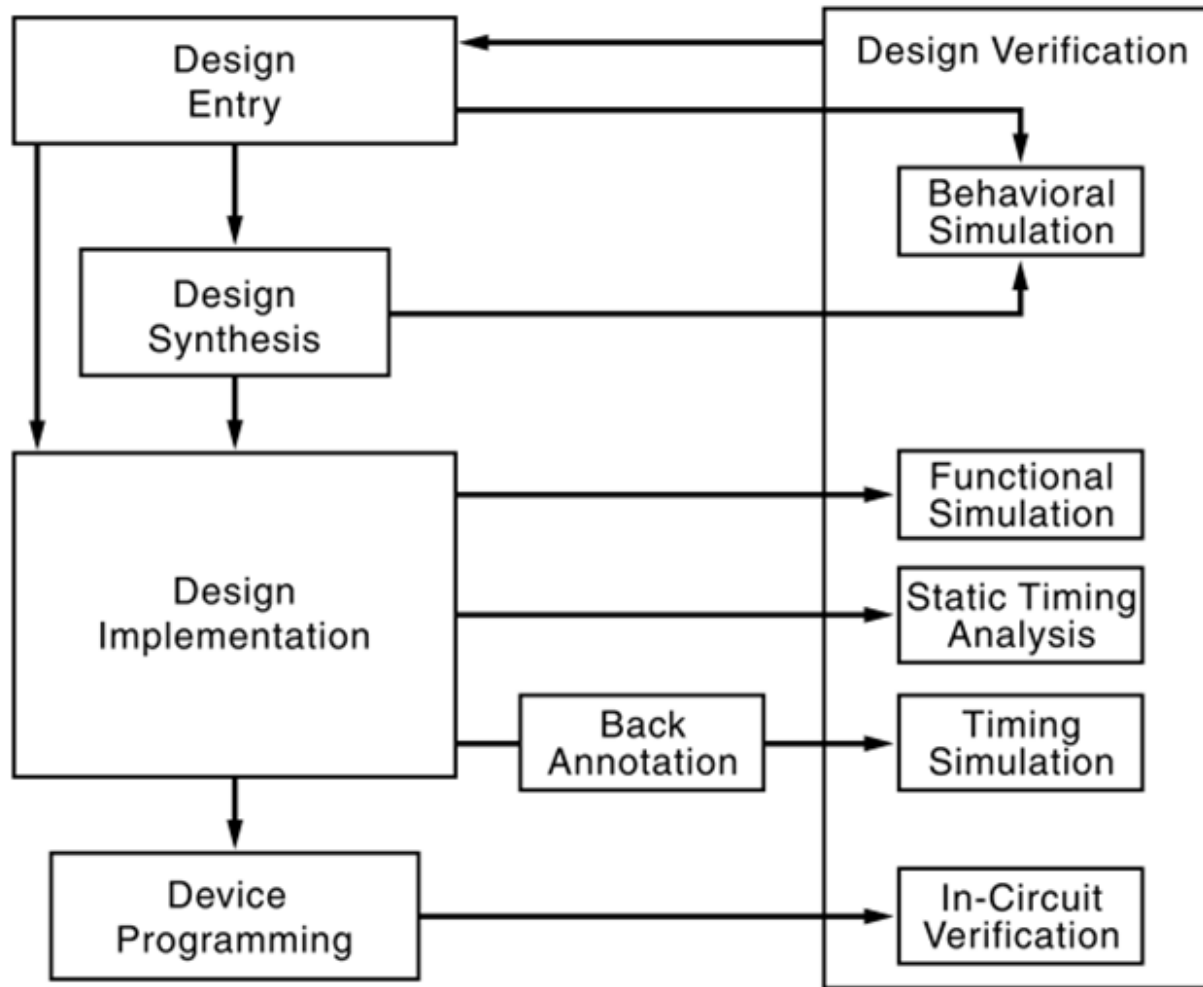 Design
Entry
Design Verification
Behavioral
Simulation
Design
Synthesis
Functional
Simulation
Design
Implementation
Static Timing
Analysis
Back
Annotation
Timing
Simulation
Device
Programming
In-Circuit
Verification